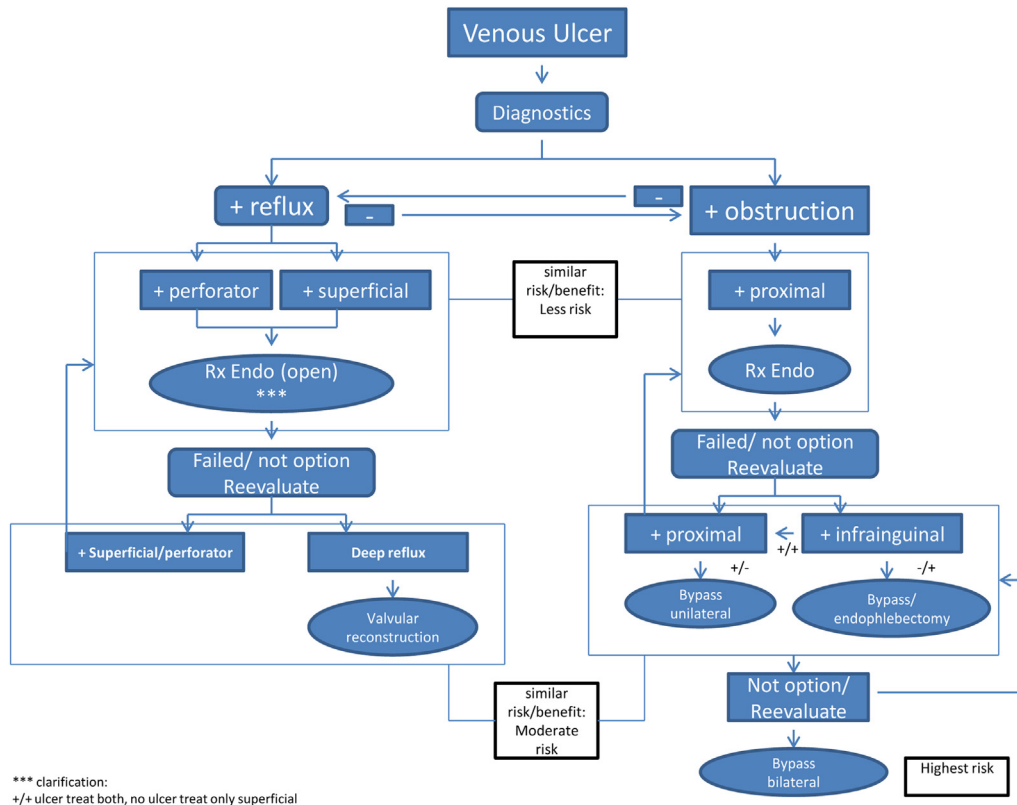 Venous Ulcer
Diagnostics
+ reflux
-
-
+ obstruction
+ perforator
+ superficial
similar
risk/benefit:
Less risk
+ proximal
Rx Endo (open)
***
Rx Endo
Failed/ not option
Reevaluate
Failed/ not option
Reevaluate
+ Superficial/perforator
Deep reflux
+ proximal
+/+
+ infrainguinal
+/-
-/+
Valvular
reconstruction
Bypass
unilateral
Bypass/
endophlebectomy
similar
risk/benefit:
Moderate
risk
Not option/
Reevaluate
Bypass
bilateral
Highest risk
*** clarification:
+/+ ulcer treat both, no ulcer treat only superficial